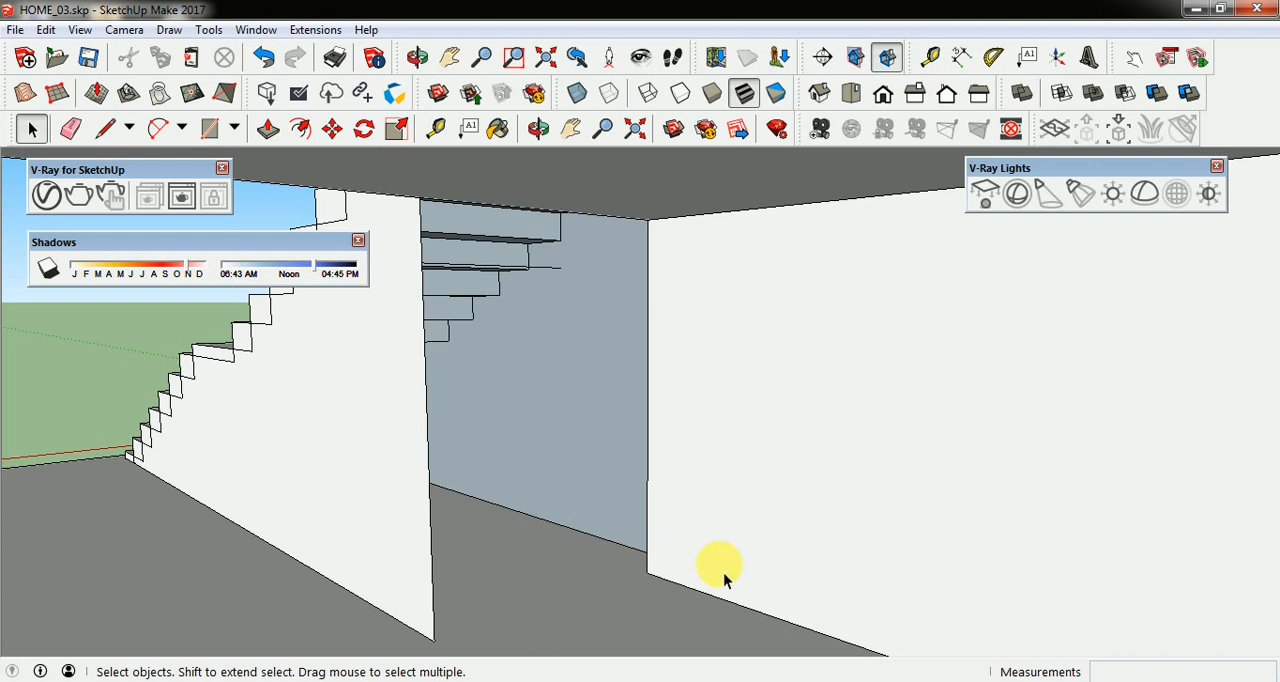 HOME_03.skp - SketchUp Make 2017
File Edit View Camera Draw Tools Window Extensions Help
A1
A1
V-Ray for SketchUp
V-Ray Lights
Shadows
J F M A M J J A S O N D 06:43 AM Noon 04:45 PM
Select objects. Shift to extend select. Drag mouse to select multiple. Measurements